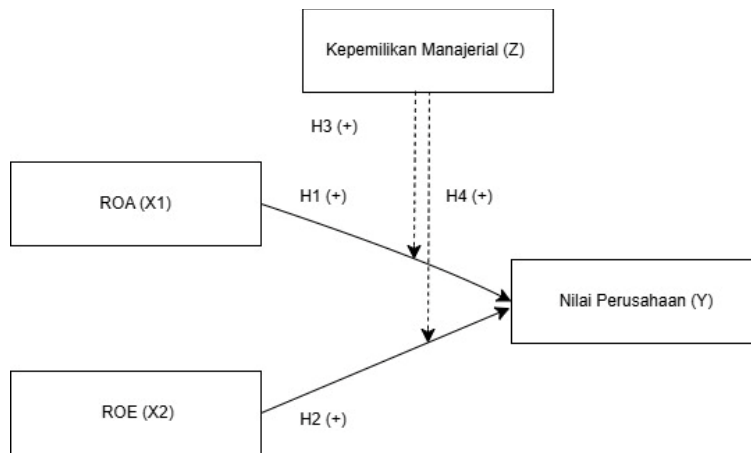 Kepemilikan Manajerial (Z)
H3 (+)
ROA (X1)
H1 (+)
H4 (+)
Nilai Perusahaan (Y)
ROE (X2)
H2 (+)